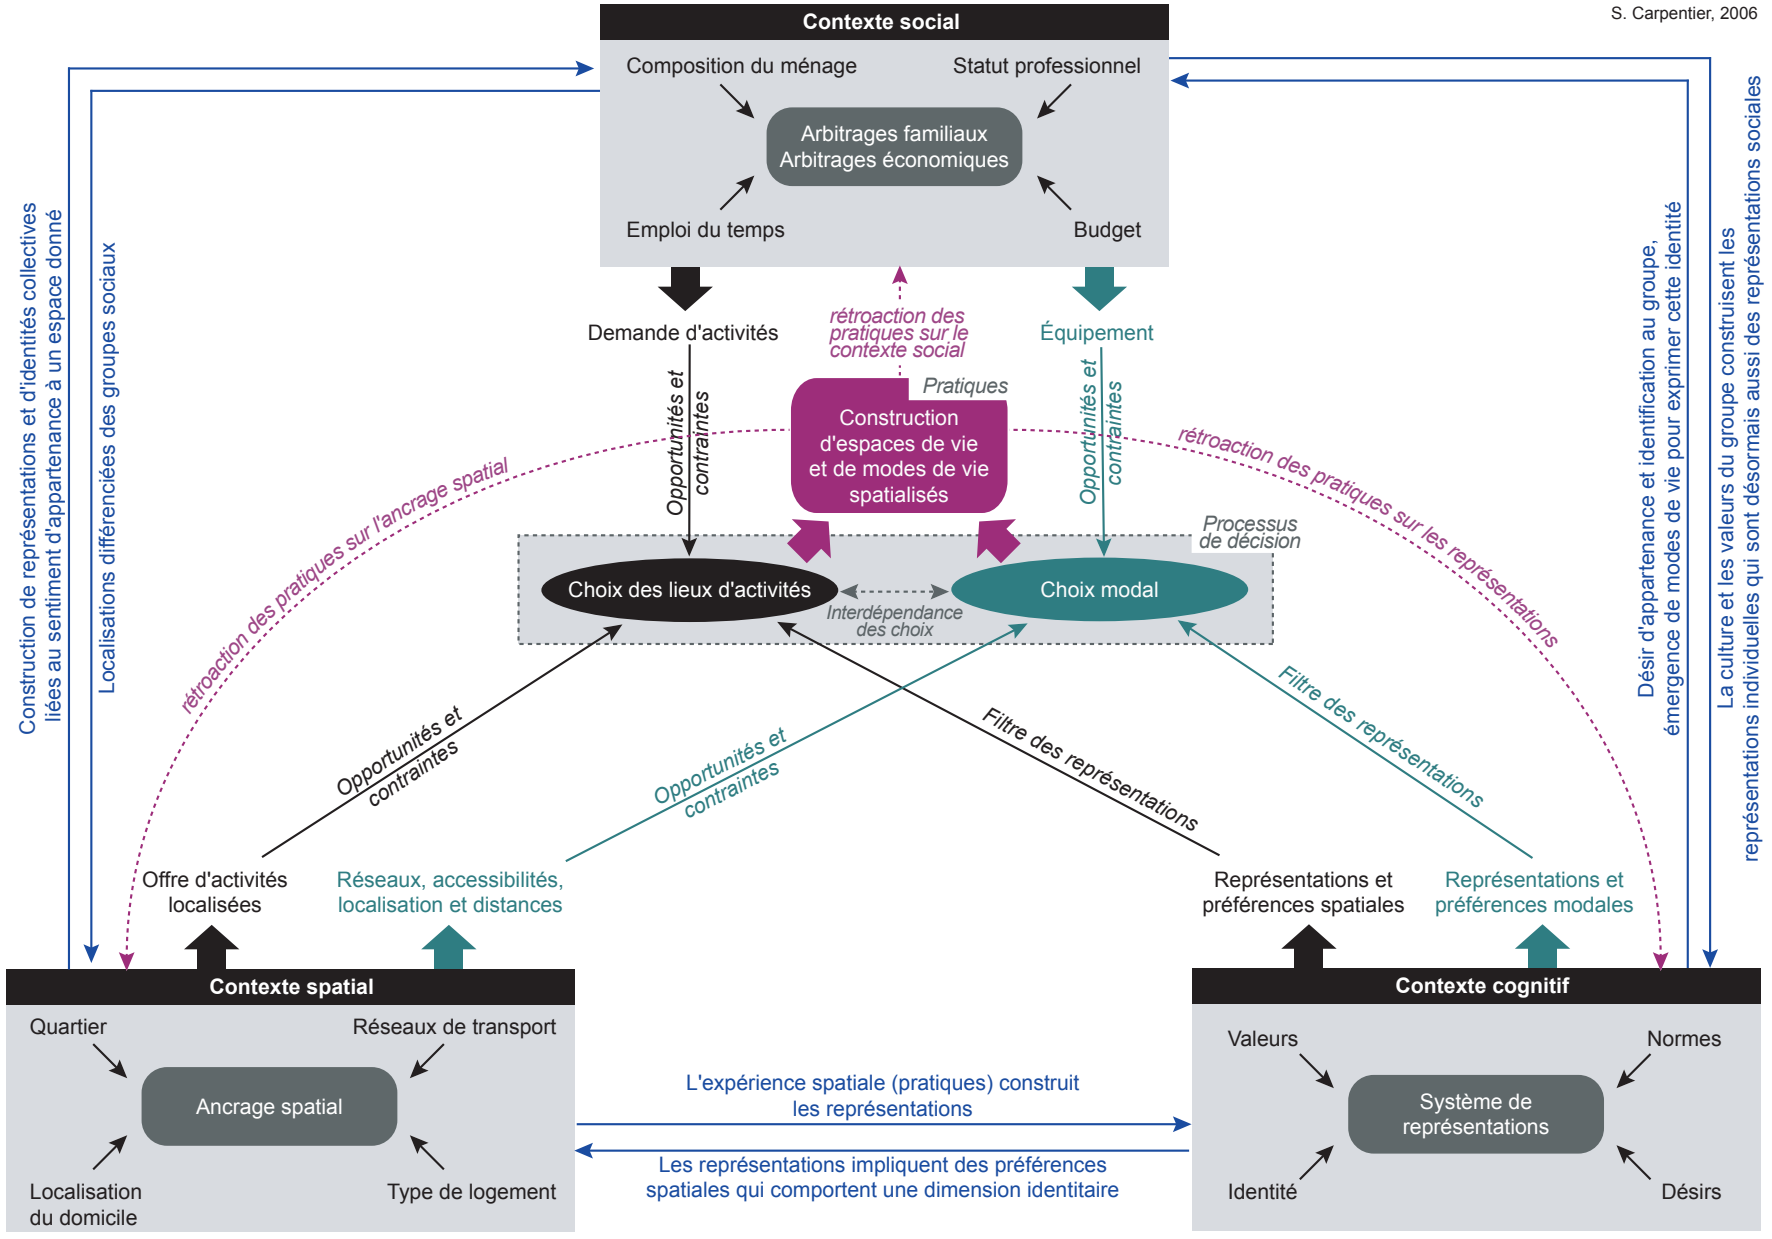 S. Carpentier, 2006
Contexte social
Composition du ménage
Statut professionnel
Arbitrages familiaux
Arbitrages économiques
Emploi du temps
Budget
Construction de représentations et d'identités collectives
liées au sentiment d'appartenance à un espace donné
Localisations différenciées des groupes sociaux
Désir d'appartenance et identification au groupe,
émergence de modes de vie pour exprimer cette identité
La culture et les valeurs du groupe construisent les
représentations individuelles qui sont désormais aussi des représentations sociales
Demande d'activités
rétroaction des
pratiques sur le
contexte social
Équipement
Opportunités et
contraintes
Pratiques
Construction
d'espaces de vie
et de modes de vie
spatialisés
Opportunités et
contraintes
rétroaction des pratiques sur l'ancrage spatial
rétroaction des pratiques sur les représentations
Processus
de décision
Choix des lieux d'activités
Interdépendance
des choix
Choix modal
Opportunités et
contraintes
Opportunités et
contraintes
Filtre des représentations
Filtre des représentations
Offre d'activités
localisées
Réseaux, accessibilités,
localisation et distances
Représentations et
préférences spatiales
Représentations et
préférences modales
Contexte spatial
Quartier
Réseaux de transport
Ancrage spatial
Localisation
du domicile
Type de logement
L'expérience spatiale (pratiques) construit
les représentations
Les représentations impliquent des préférences
spatiales qui comportent une dimension identitaire
Contexte cognitif
Valeurs
Normes
Système de
représentations
Identité
Désirs